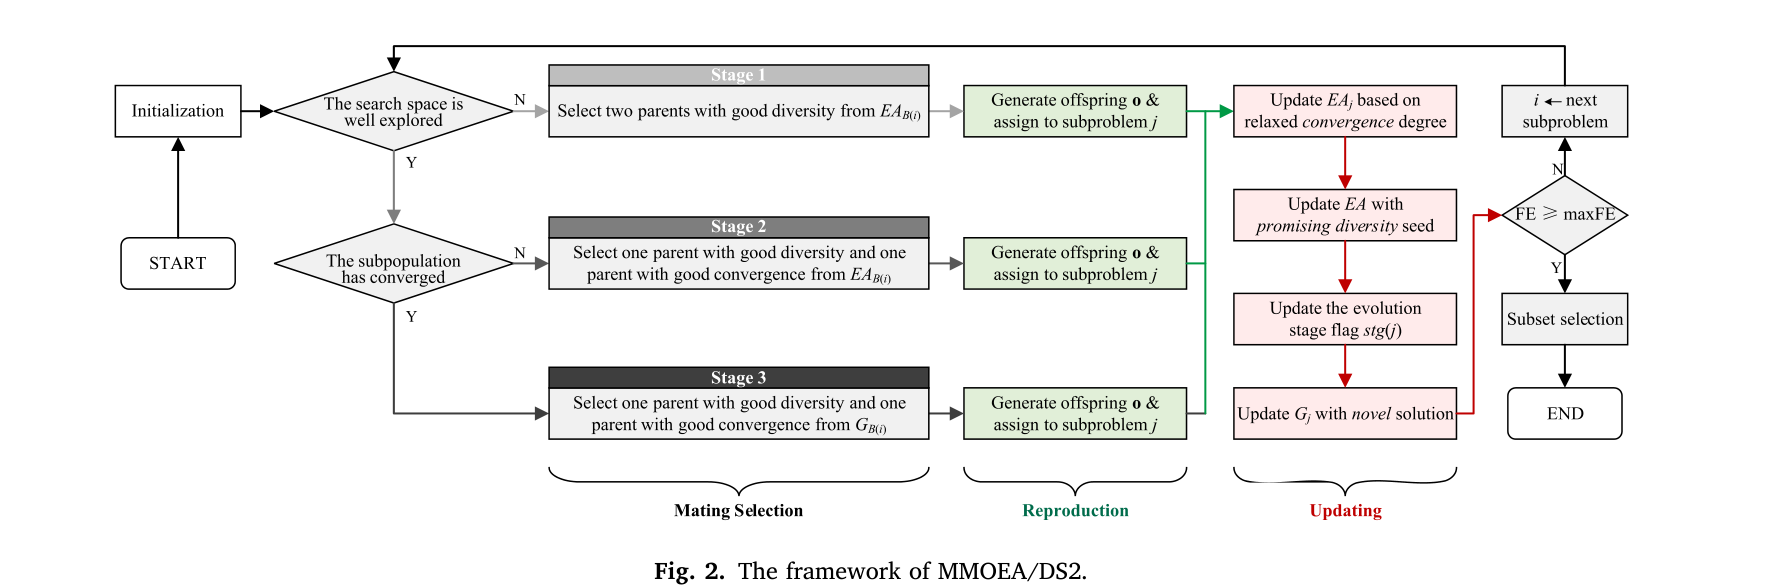 START
Initialization
The search space is
well explored
N
Y
Stage 1
Select two parents with good diversity from EA_B(i)
Generate offspring o &
assign to subproblem j
The subpopulation
has converged
N
Y
Stage 2
Select one parent with good diversity and one
parent with good convergence from EA_B(i)
Generate offspring o &
assign to subproblem j
Stage 3
Select one parent with good diversity and one
parent with good convergence from G_B(i)
Generate offspring o &
assign to subproblem j
Update EA_j based on
relaxed convergence degree
Update EA with
promising diversity seed
Update the evolution
stage flag stg(j)
Update G_j with novel solution
i ← next
subproblem
N
FE ⩾ maxFE
Y
Subset selection
END
Mating Selection
Reproduction
Updating
Fig. 2. The framework of MMOEA/DS2.